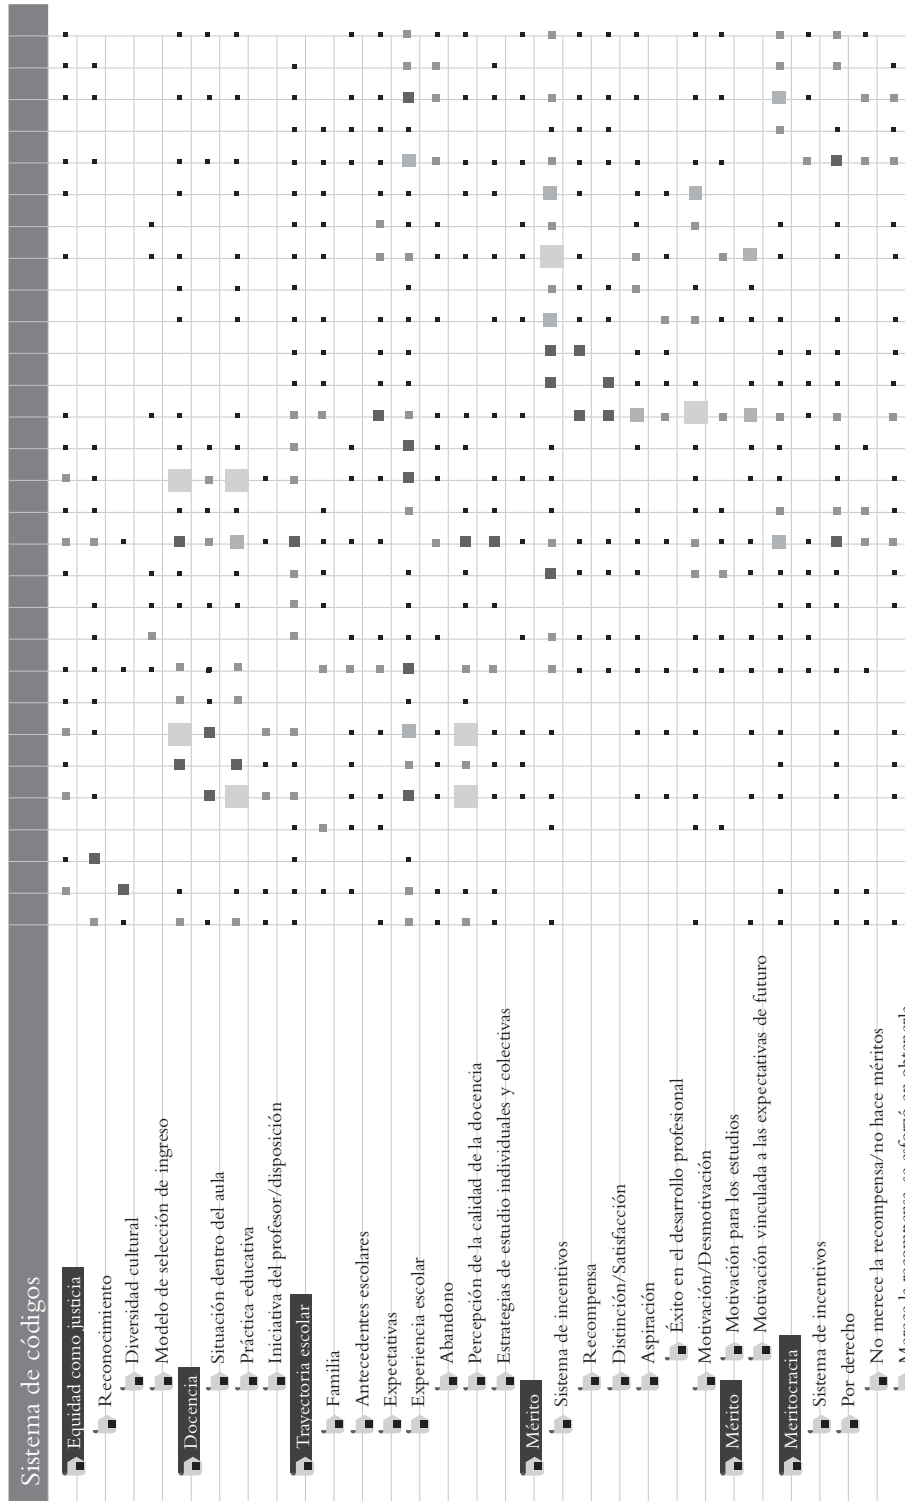 Sistema de códigos
Equidad como justicia
Reconocimiento
Diversidad cultural
Modelo de selección de ingreso
Docencia
Situación dentro del aula
Práctica educativa
Iniciativa del profesor/disposición
Trayectoria escolar
Familia
Antecedentes escolares
Expectativas
Experiencia escolar
Abandono
Percepción de la calidad de la docencia
Estrategias de estudio individuales y colectivas
Mérito
Sistema de incentivos
Recompensa
Distinción/Satisfacción
Aspiración
Éxito en el desarrollo profesional
Motivación/Desmotivación
Mérito
Motivación para los estudios
Motivación vinculada a las expectativas de futuro
Meritocracia
Sistema de incentivos
Por derecho
No merece la recompensa/no hace méritos